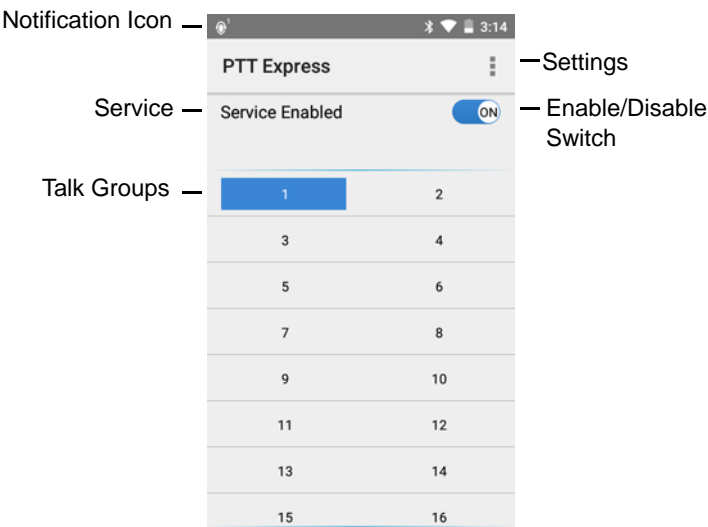 Notification Icon
1
3:14
PTT Express
Settings
Service
Service Enabled
ON
Enable/Disable
Switch
Talk Groups
1 2
3 4
5 6
7 8
9 10
11 12
13 14
15 16